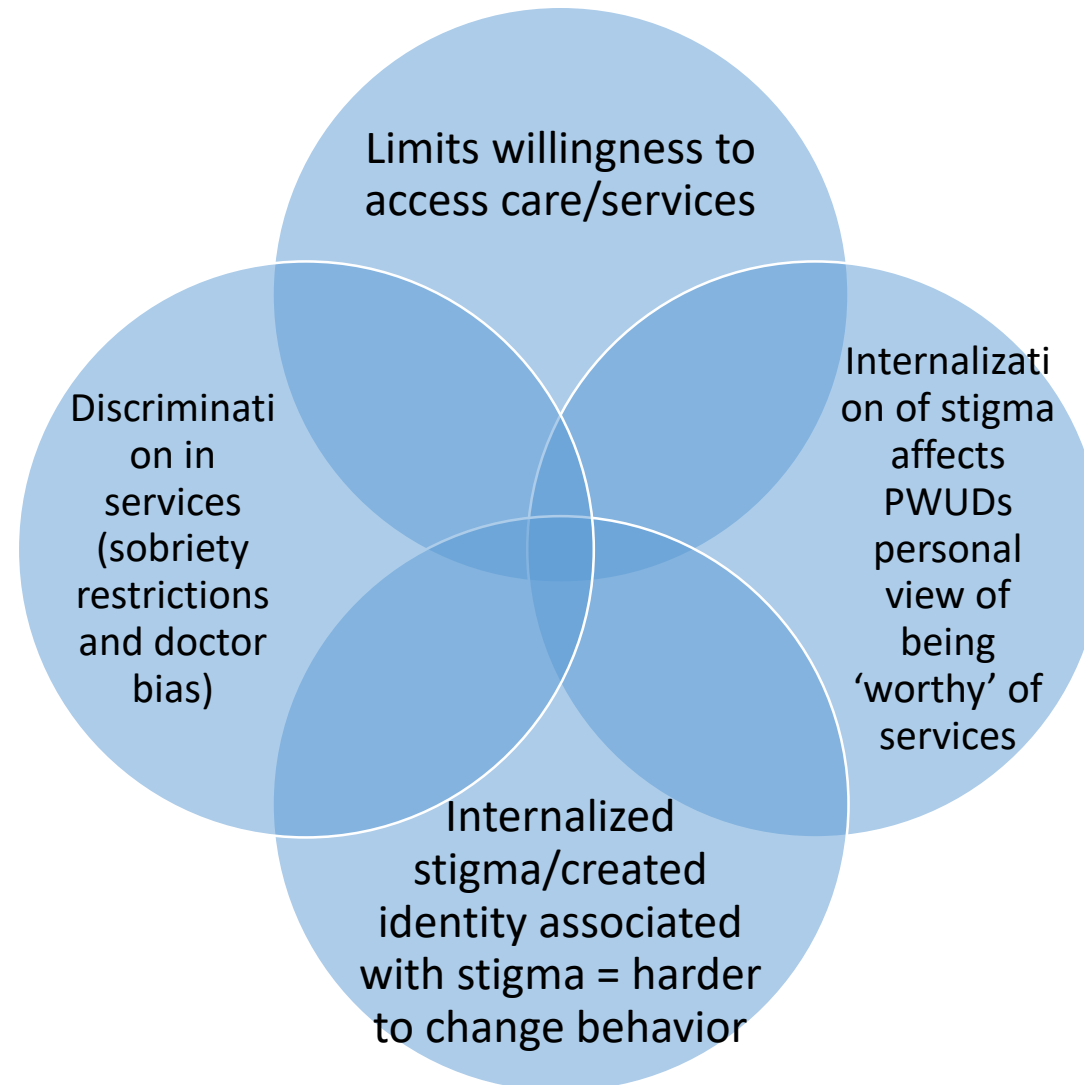 Limits willingness to
access care/services
Discriminati
on in
services
(sobriety
restrictions
and doctor
bias)
Internalizati
on of stigma
affects
PWUDs
personal
view of
being
‘worthy’ of
services
Internalized
stigma/created
identity associated
with stigma = harder
to change behavior